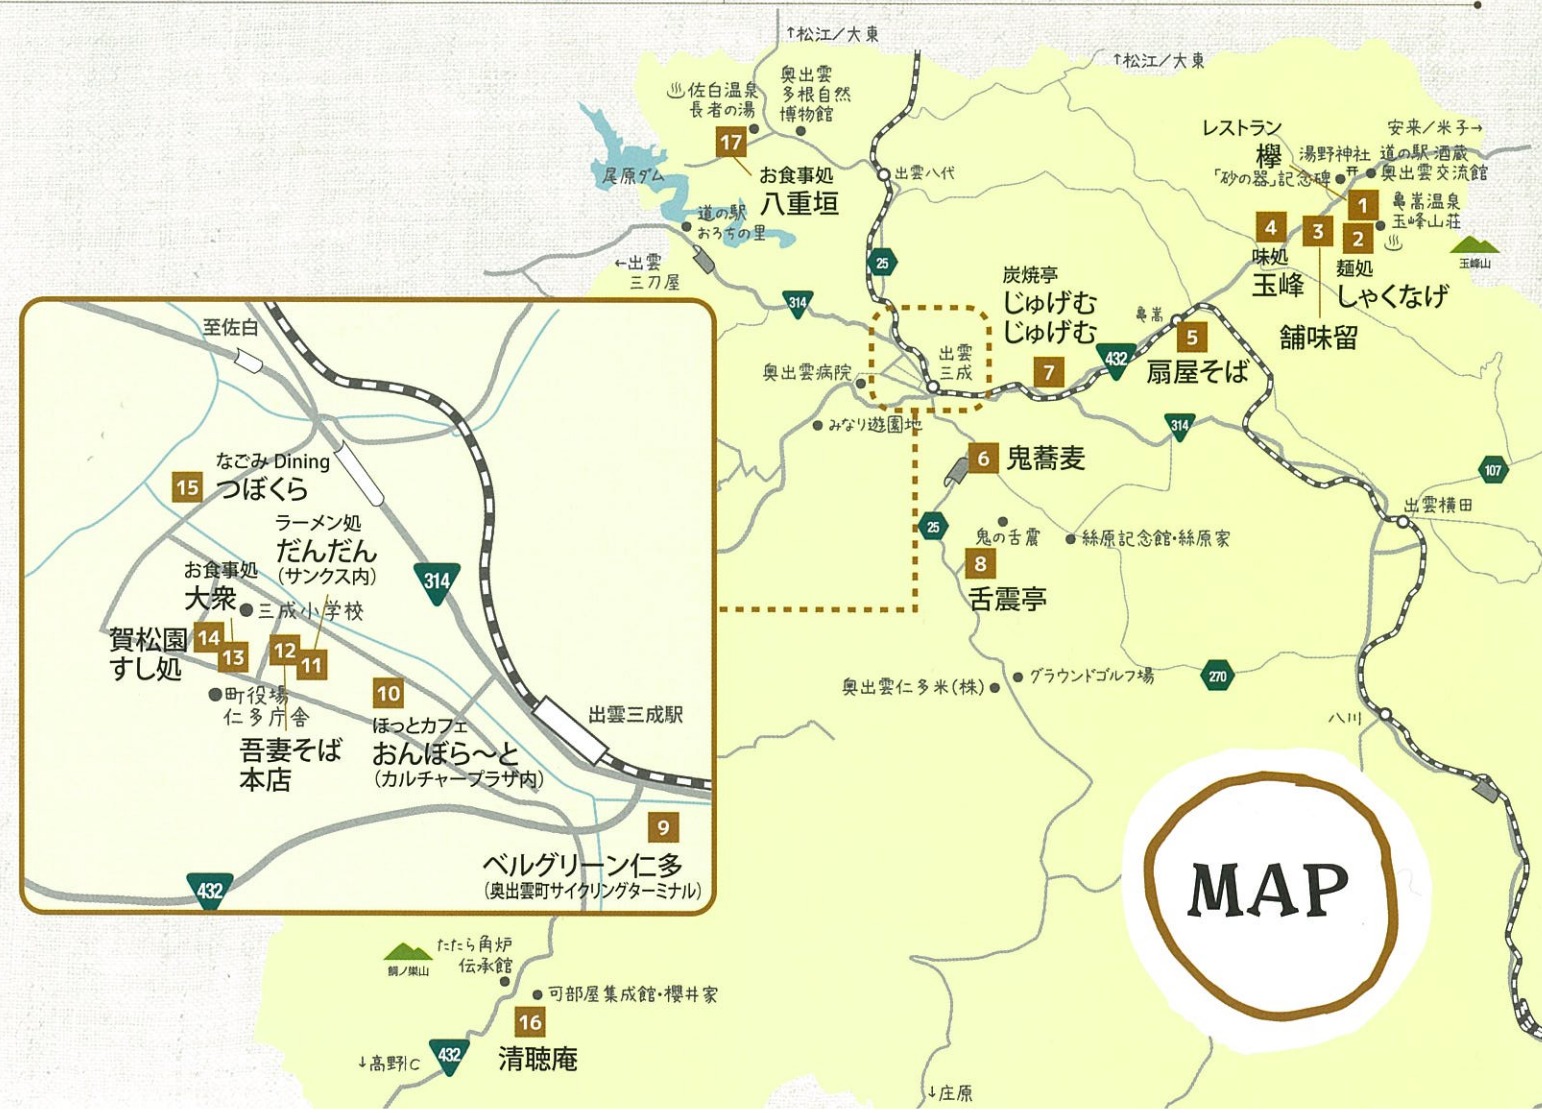 ↑松江/大東
↑松江/大東
佐白温泉
長者の湯
奥出雲
多根自然
博物館
17
お食事処
八重垣
尾原ダム
道の駅
おろちの里
←出雲
三刀屋
出雲八代
25
314
レストラン
欅
湯野神社
「砂の器」記念碑
安来/米子→
道の駅 酒蔵
奥出雲交流館
1
亀嵩温泉
玉峰山荘
2
麺処
しゃくなげ
3
舗味留
4
味処
玉峰
玉峰山
炭焼亭
じゅげむ
じゅげむ
7
亀嵩
432
5
扇屋そば
出雲
三成
奥出雲病院
みなり遊園地
314
6
鬼蕎麦
107
出雲横田
25
鬼の舌震
絲原記念館・絲原家
8
舌震亭
奥出雲仁多米(株)
グラウンドゴルフ場
270
八川
MAP
至佐白
なごみ Dining
15
つぼくら
ラーメン処
だんだん
(サンクス内)
314
お食事処
大衆
三成小学校
賀松園
すし処
14
13
12
11
町役場
仁多庁舎
吾妻そば
本店
10
ほっとカフェ
おんぼら〜と
(カルチャープラザ内)
出雲三成駅
9
ベルグリーン仁多
(奥出雲町サイクリングターミナル)
432
たたら角炉
伝承館
可部屋集成館・櫻井家
16
清聴庵
432
↓高野IC
↓庄原